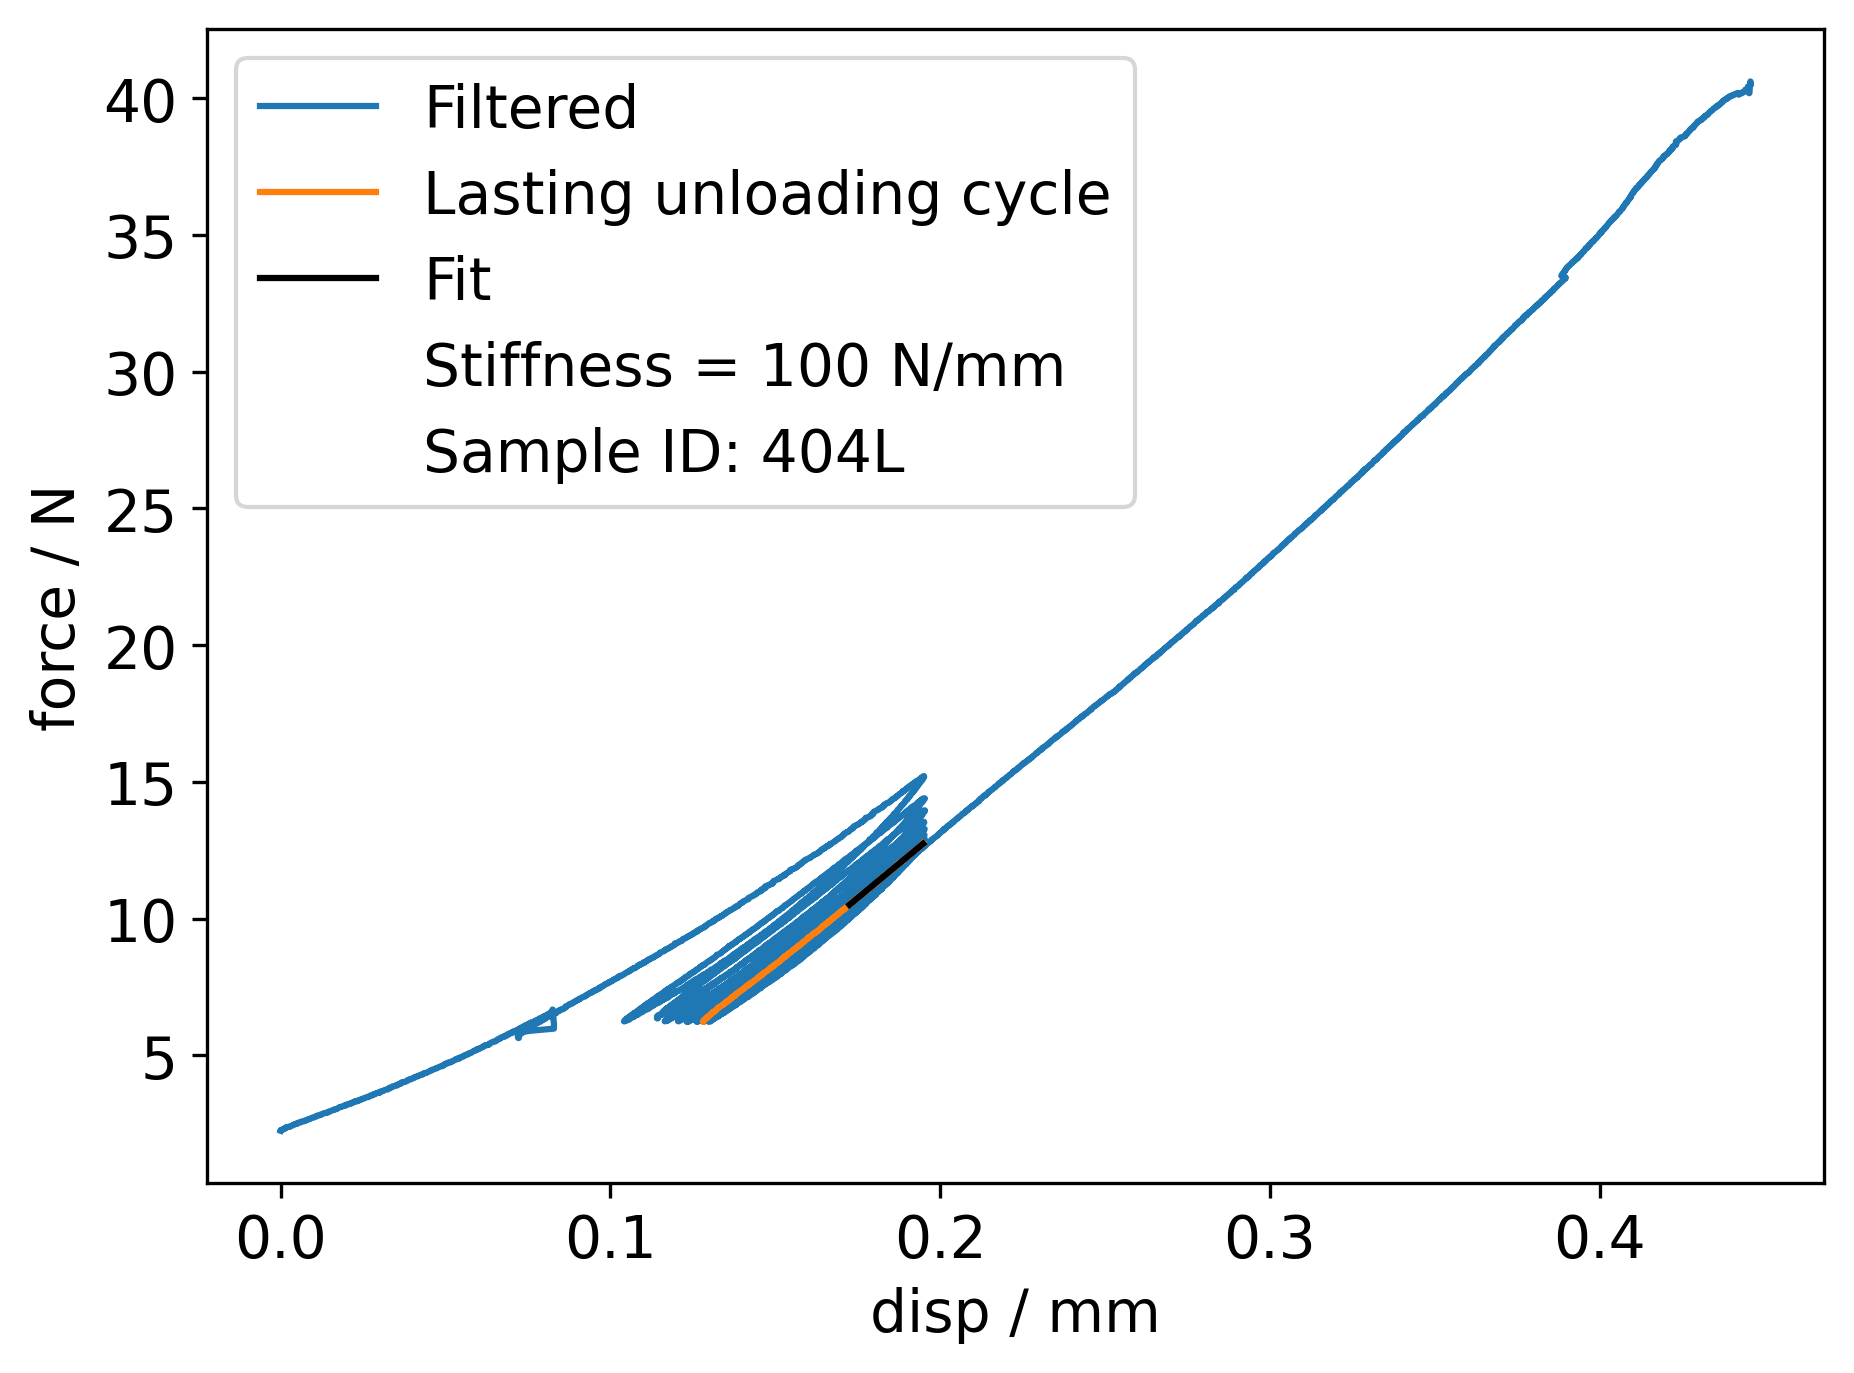 Filtered
Lasting unloading cycle
Fit
Stiffness = 100 N/mm
Sample ID: 404L
40
35
30
25
20
15
10
5
force / N
0.0 0.1 0.2 0.3 0.4
disp / mm